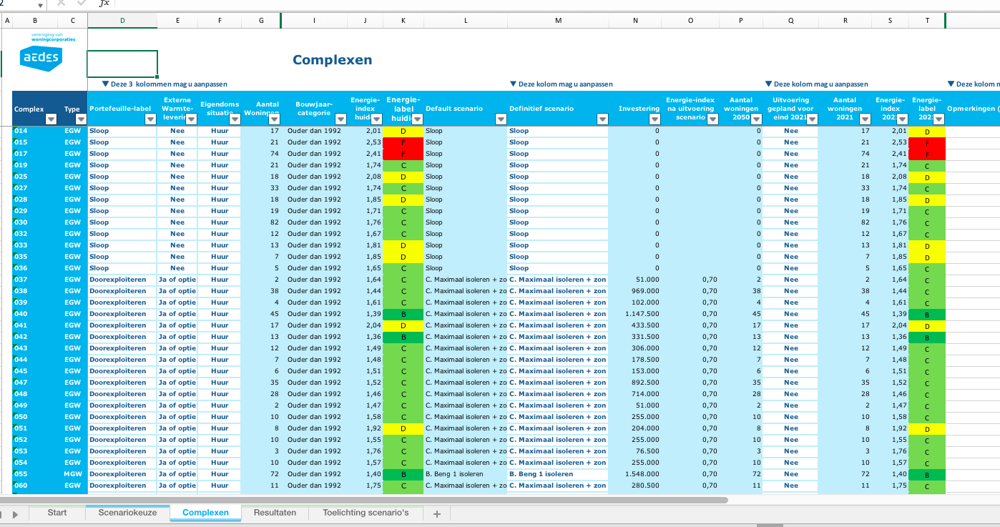 2 fx
A B C D E F G I J K L M N O P Q R S T
vereniging van
woningcorporaties
aedes
Complexen
▼ Deze 3 kolommen mag u aanpassen ▼ Deze kolom mag u aanpassen ▼ Deze kolom mag u aanpassen ▼ Deze kolom
Complex Type Portefeuille-label Externe Warmte- leverin Eigendoms situatie Aantal Woningen Bouwjaar- categorie Energie- index huidi Energie- label huidi Default scenario Definitief scenario Investering Energie-index na uitvoering scenario Aantal woningen 2050 Uitvoering gepland voor eind 2021 Aantal woningen 2021 Energie- index 202 Energie- label 202 Opmerkingen (
014 EGW Sloop Nee Huur 17 Ouder dan 1992 2,01 D Sloop Sloop 0 0 Nee 17 2,01 D
015 EGW Sloop Nee Huur 21 Ouder dan 1992 2,53 F Sloop Sloop 0 0 Nee 21 2,53 F
017 EGW Sloop Nee Huur 74 Ouder dan 1992 2,41 F Sloop Sloop 0 0 Nee 74 2,41 F
019 EGW Sloop Nee Huur 21 Ouder dan 1992 1,74 C Sloop Sloop 0 0 Nee 21 1,74 C
025 EGW Sloop Nee Huur 18 Ouder dan 1992 2,08 D Sloop Sloop 0 0 Nee 18 2,08 D
027 EGW Sloop Nee Huur 33 Ouder dan 1992 1,74 C Sloop Sloop 0 0 Nee 33 1,74 C
028 EGW Sloop Nee Huur 18 Ouder dan 1992 1,85 D Sloop Sloop 0 0 Nee 18 1,85 D
029 EGW Sloop Nee Huur 19 Ouder dan 1992 1,71 C Sloop Sloop 0 0 Nee 19 1,71 C
030 EGW Sloop Nee Huur 82 Ouder dan 1992 1,76 C Sloop Sloop 0 0 Nee 82 1,76 C
032 EGW Sloop Nee Huur 12 Ouder dan 1992 1,67 C Sloop Sloop 0 0 Nee 12 1,67 C
033 EGW Sloop Nee Huur 13 Ouder dan 1992 1,81 D Sloop Sloop 0 0 Nee 13 1,81 D
035 EGW Sloop Nee Huur 7 Ouder dan 1992 1,85 D Sloop Sloop 0 0 Nee 7 1,85 D
036 EGW Sloop Nee Huur 5 Ouder dan 1992 1,65 C Sloop Sloop 0 0 Nee 5 1,65 C
037 EGW Doorexploiteren Ja of optie Huur 2 Ouder dan 1992 1,64 C C. Maximaal isoleren + zo C. Maximaal isoleren + zon 51.000 0,70 2 Nee 2 1,64 C
038 EGW Doorexploiteren Ja of optie Huur 38 Ouder dan 1992 1,44 C C. Maximaal isoleren + zo C. Maximaal isoleren + zon 969.000 0,70 38 Nee 38 1,44 C
039 EGW Doorexploiteren Ja of optie Huur 4 Ouder dan 1992 1,61 C C. Maximaal isoleren + zo C. Maximaal isoleren + zon 102.000 0,70 4 Nee 4 1,61 C
040 EGW Doorexploiteren Ja of optie Huur 45 Ouder dan 1992 1,39 B C. Maximaal isoleren + zo C. Maximaal isoleren + zon 1.147.500 0,70 45 Nee 45 1,39 B
041 EGW Doorexploiteren Ja of optie Huur 17 Ouder dan 1992 2,04 D C. Maximaal isoleren + zo C. Maximaal isoleren + zon 433.500 0,70 17 Nee 17 2,04 D
042 EGW Doorexploiteren Ja of optie Huur 13 Ouder dan 1992 1,36 B C. Maximaal isoleren + zo C. Maximaal isoleren + zon 331.500 0,70 13 Nee 13 1,36 B
043 EGW Doorexploiteren Ja of optie Huur 12 Ouder dan 1992 1,49 C C. Maximaal isoleren + zo C. Maximaal isoleren + zon 306.000 0,70 12 Nee 12 1,49 C
044 EGW Doorexploiteren Ja of optie Huur 7 Ouder dan 1992 1,48 C C. Maximaal isoleren + zo C. Maximaal isoleren + zon 178.500 0,70 7 Nee 7 1,48 C
045 EGW Doorexploiteren Ja of optie Huur 6 Ouder dan 1992 1,51 C C. Maximaal isoleren + zo C. Maximaal isoleren + zon 153.000 0,70 6 Nee 6 1,51 C
047 EGW Doorexploiteren Ja of optie Huur 35 Ouder dan 1992 1,52 C C. Maximaal isoleren + zo C. Maximaal isoleren + zon 892.500 0,70 35 Nee 35 1,52 C
048 EGW Doorexploiteren Ja of optie Huur 28 Ouder dan 1992 1,46 C C. Maximaal isoleren + zo C. Maximaal isoleren + zon 714.000 0,70 28 Nee 28 1,46 C
049 EGW Doorexploiteren Ja of optie Huur 2 Ouder dan 1992 1,47 C C. Maximaal isoleren + zo C. Maximaal isoleren + zon 51.000 0,70 2 Nee 2 1,47 C
050 EGW Doorexploiteren Ja of optie Huur 10 Ouder dan 1992 1,58 C C. Maximaal isoleren + zo C. Maximaal isoleren + zon 255.000 0,70 10 Nee 10 1,58 C
051 EGW Doorexploiteren Ja of optie Huur 8 Ouder dan 1992 1,92 D C. Maximaal isoleren + zo C. Maximaal isoleren + zon 204.000 0,70 8 Nee 8 1,92 D
052 EGW Doorexploiteren Ja of optie Huur 10 Ouder dan 1992 1,55 C C. Maximaal isoleren + zo C. Maximaal isoleren + zon 255.000 0,70 10 Nee 10 1,55 C
053 EGW Doorexploiteren Ja of optie Huur 3 Ouder dan 1992 1,76 C C. Maximaal isoleren + zo C. Maximaal isoleren + zon 76.500 0,70 3 Nee 3 1,76 C
054 EGW Doorexploiteren Ja of optie Huur 10 Ouder dan 1992 1,57 C C. Maximaal isoleren + zo C. Maximaal isoleren + zon 255.000 0,70 10 Nee 10 1,57 C
055 MGW Doorexploiteren Ja of optie Huur 72 Ouder dan 1992 1,40 B B. Beng 1 isoleren B. Beng 1 isoleren 1.548.000 0,70 72 Nee 72 1,40 B
060 EGW Doorexploiteren Ja of optie Huur 11 Ouder dan 1992 1,75 C C. Maximaal isoleren + zo C. Maximaal isoleren + zon 280.500 0,70 11 Nee 11 1,75 C
Start Scenariokeuze Complexen Resultaten Toelichting scenario's +